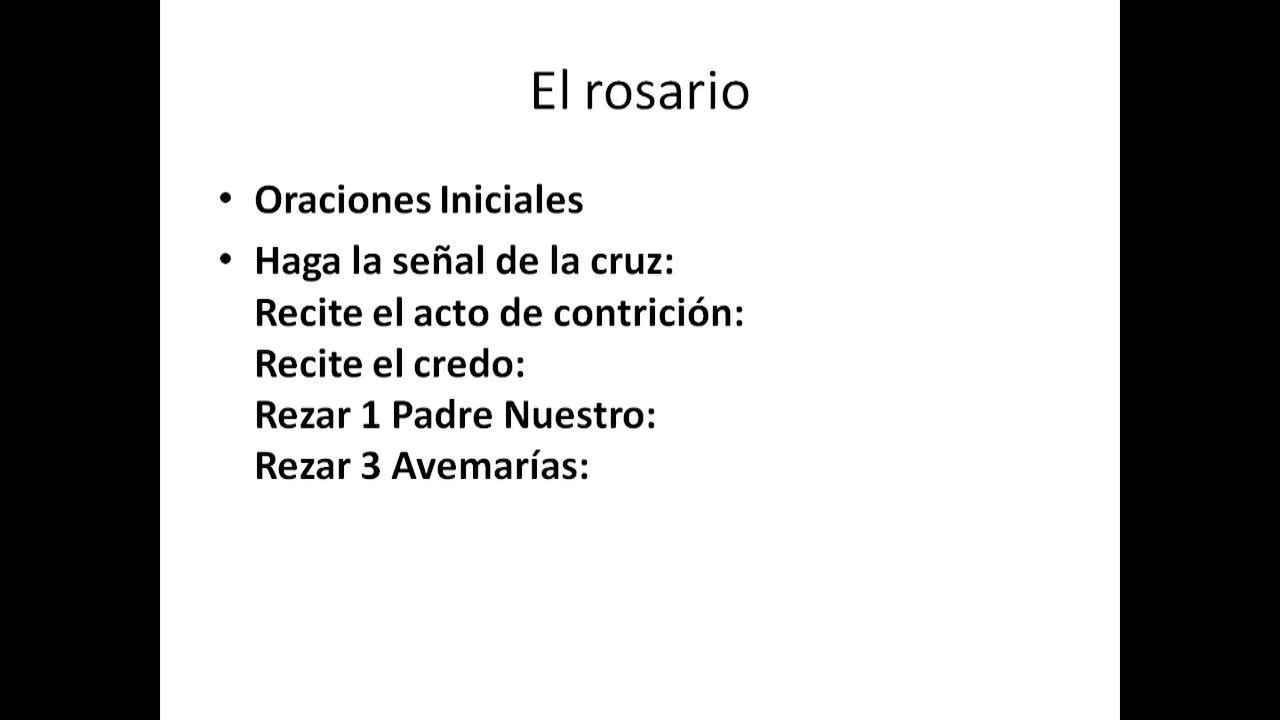 El rosario
• Oraciones Iniciales
• Haga la señal de la cruz:
Recite el acto de contrición:
Recite el credo:
Rezar 1 Padre Nuestro:
Rezar 3 Avemarías: